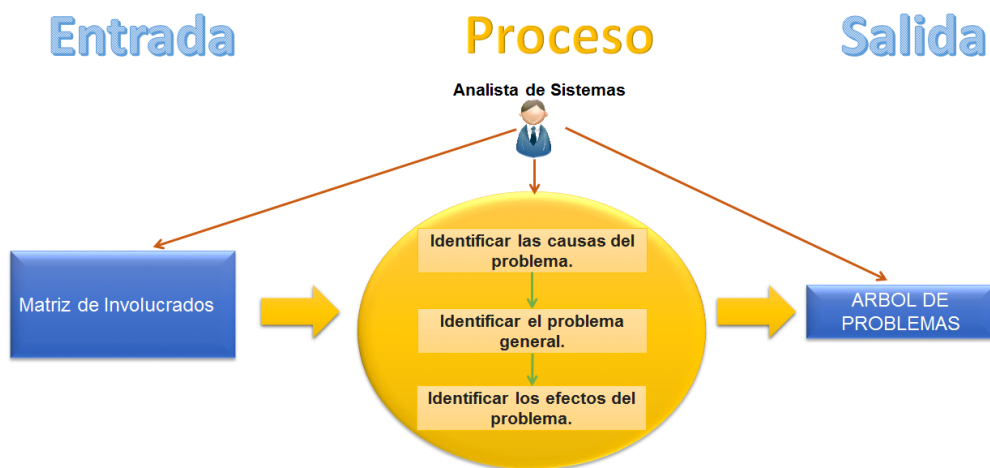 Entrada
Proceso
Salida
Analista de Sistemas
Matriz de Involucrados
Identificar las causas del
problema.
Identificar el problema
general.
Identificar los efectos del
problema.
ARBOL DE
PROBLEMAS